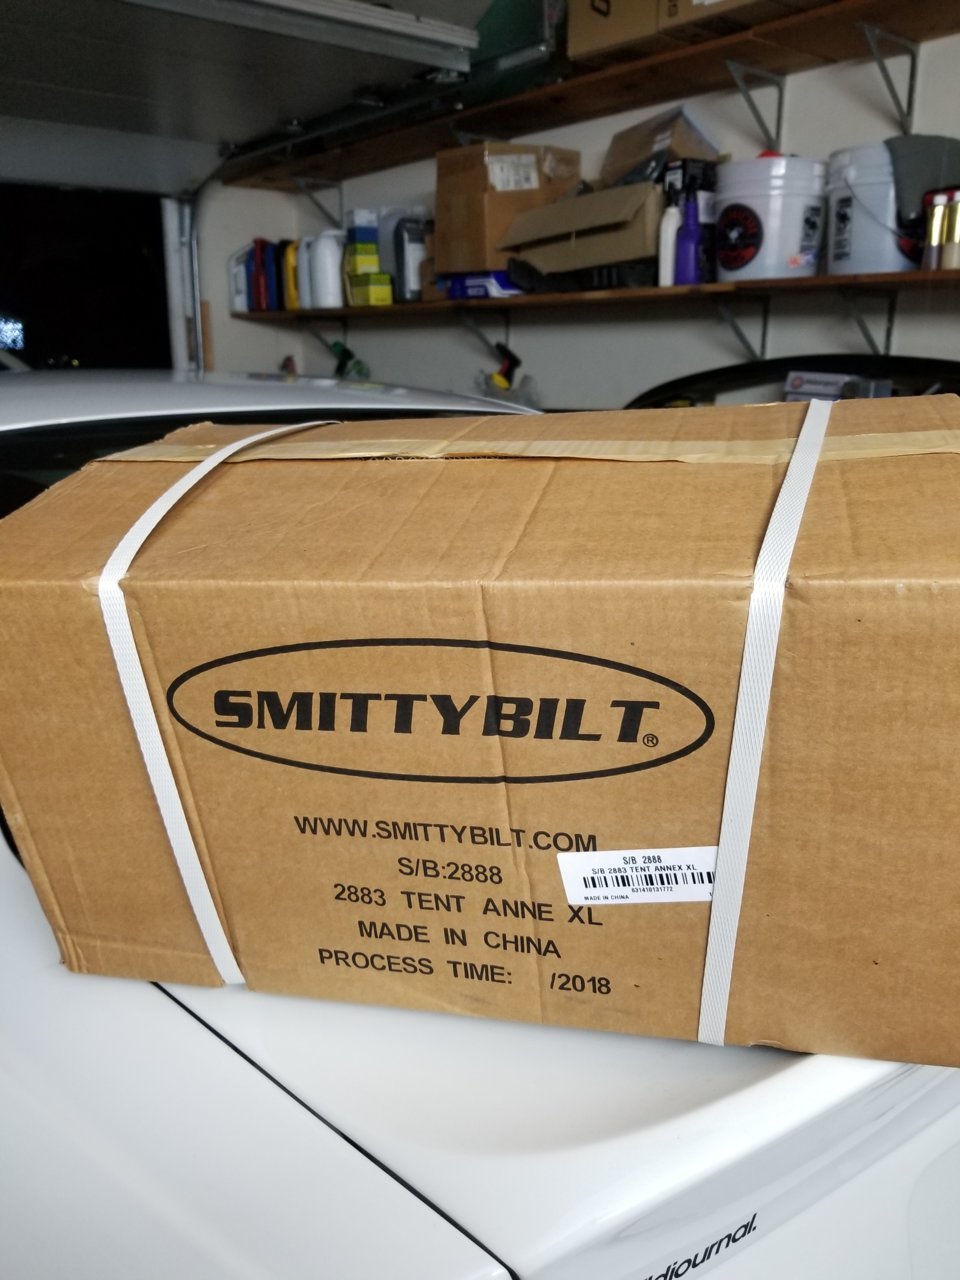 SMITTYBILT®
WWW.SMITTYBILT.COM
S/B:2888
2883 TENT ANNE XL
MADE IN CHINA
PROCESS TIME: /2018
S/B 2888
S/B 2883 TENT ANNEX XL
631410131772
MADE IN CHINA